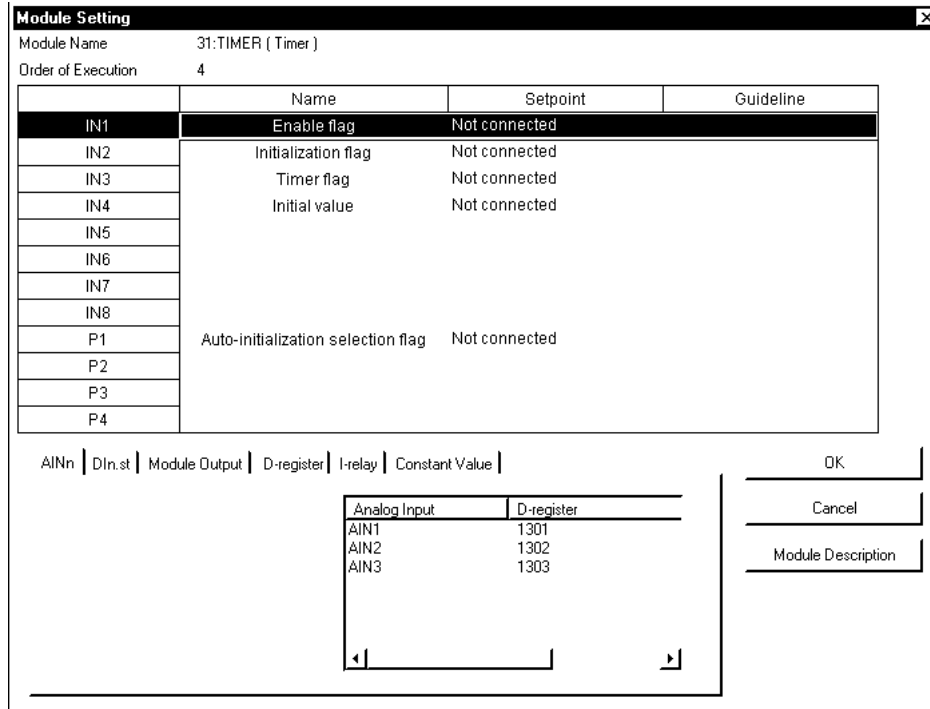 Module Setting
Module Name 31:TIMER ( Timer )
Order of Execution 4
Name Setpoint Guideline
IN1 Enable flag Not connected
IN2 Initialization flag Not connected
IN3 Timer flag Not connected
IN4 Initial value Not connected
IN5
IN6
IN7
IN8
P1 Auto-initialization selection flag Not connected
P2
P3
P4
AINn DIn.st Module Output D-register I-relay Constant Value
OK
Cancel
Module Description
Analog Input D-register
AIN1 1301
AIN2 1302
AIN3 1303